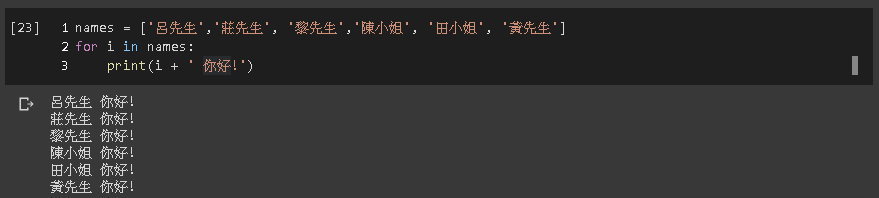 [23] 1 names = ['呂先生','莊先生', '黎先生','陳小姐', '田小姐', '黃先生']
2 for i in names:
3 print(i + ' 你好!')
呂先生 你好!
莊先生 你好!
黎先生 你好!
陳小姐 你好!
田小姐 你好!
黃先生 你好!